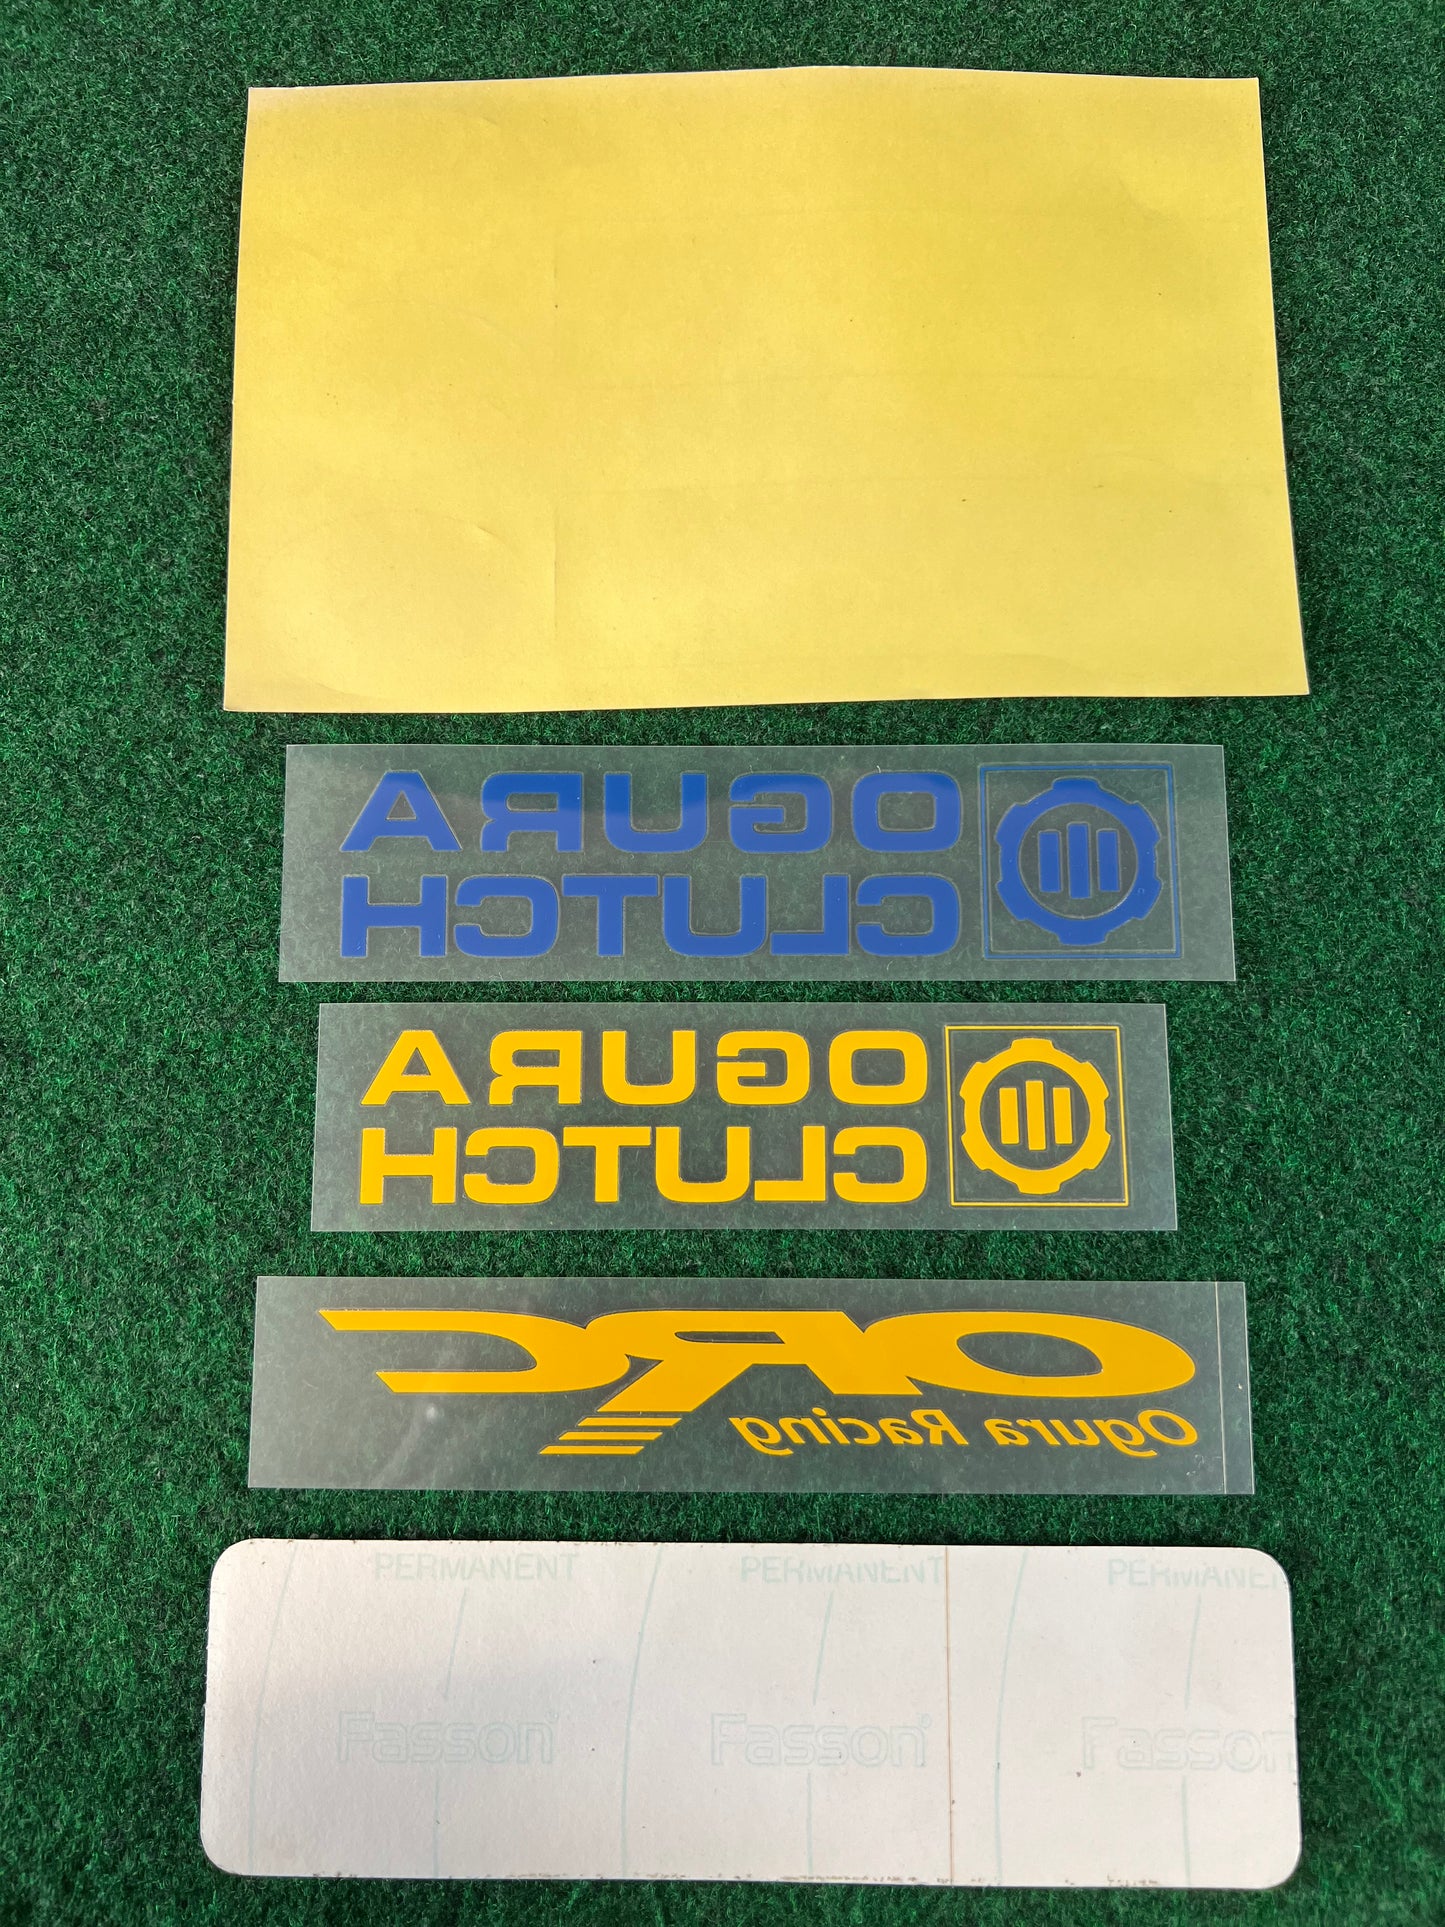 OGURA
CLUTCH
OGURA
CLUTCH
ORC
Ogura Racing
PERMANENT PERMANENT PERMANENT
Fasson® Fasson® Fasson